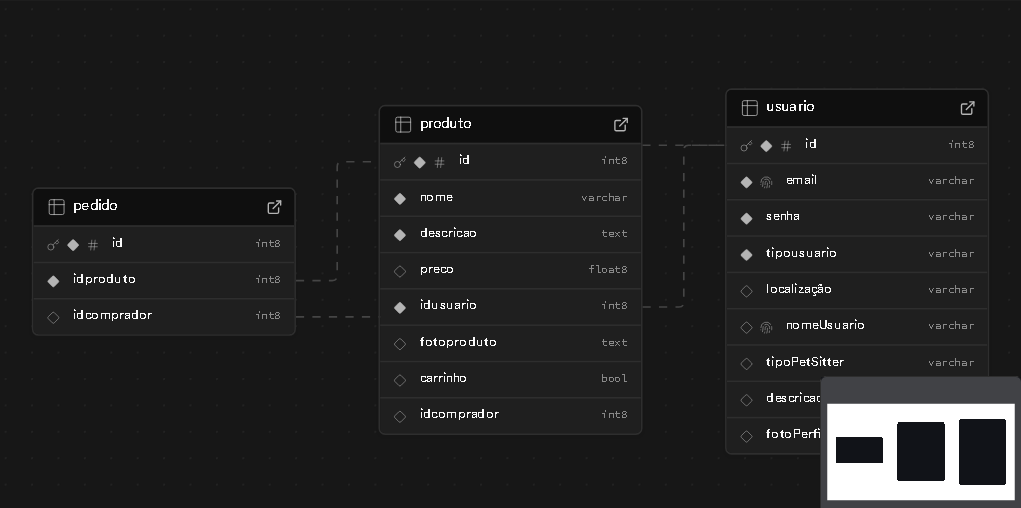 pedido
# id int8
idproduto int8
idcomprador int8
produto
# id int8
nome varchar
descricao text
preco float8
idusuario int8
fotoproduto text
carrinho bool
idcomprador int8
usuario
# id int8
email varchar
senha varchar
tipousuario varchar
localização varchar
nomeUsuario varchar
tipoPetSitter varchar
descricao
fotoPerfi